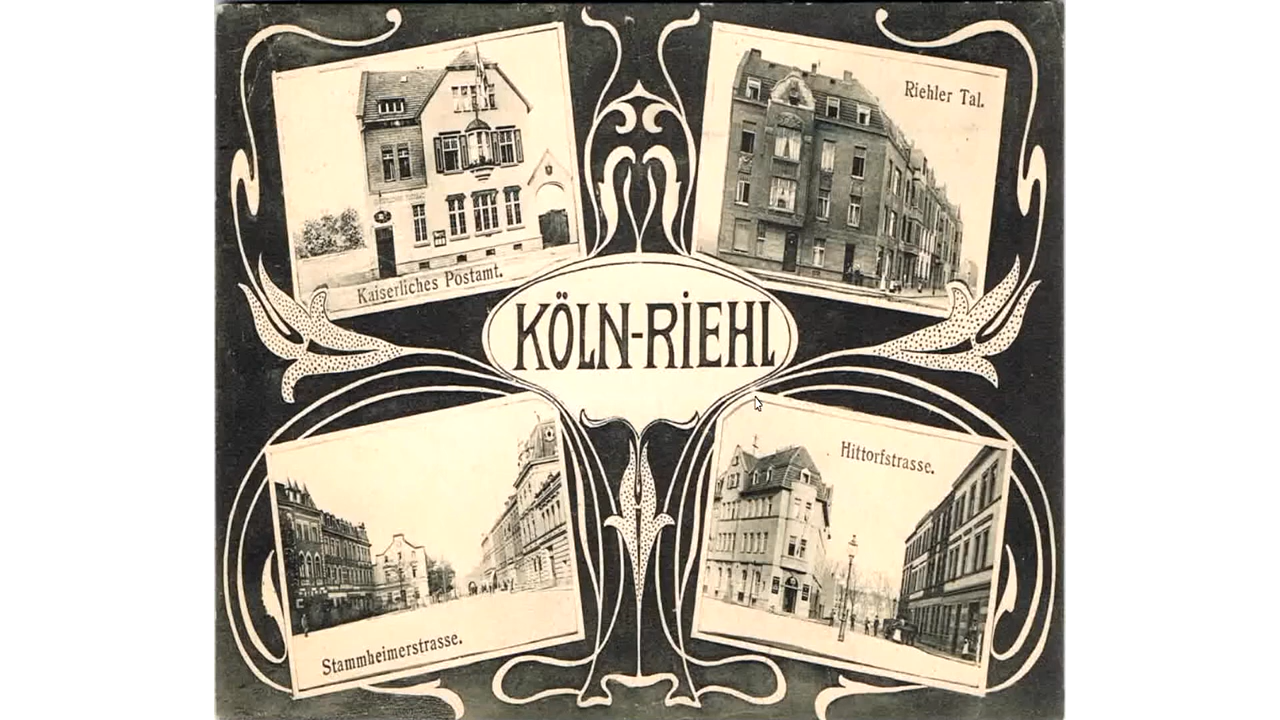 Kaiserliches Postamt.
Riehler Tal.
KÖLN-RIEHL
Stammheimerstrasse.
Hittorfstrasse.